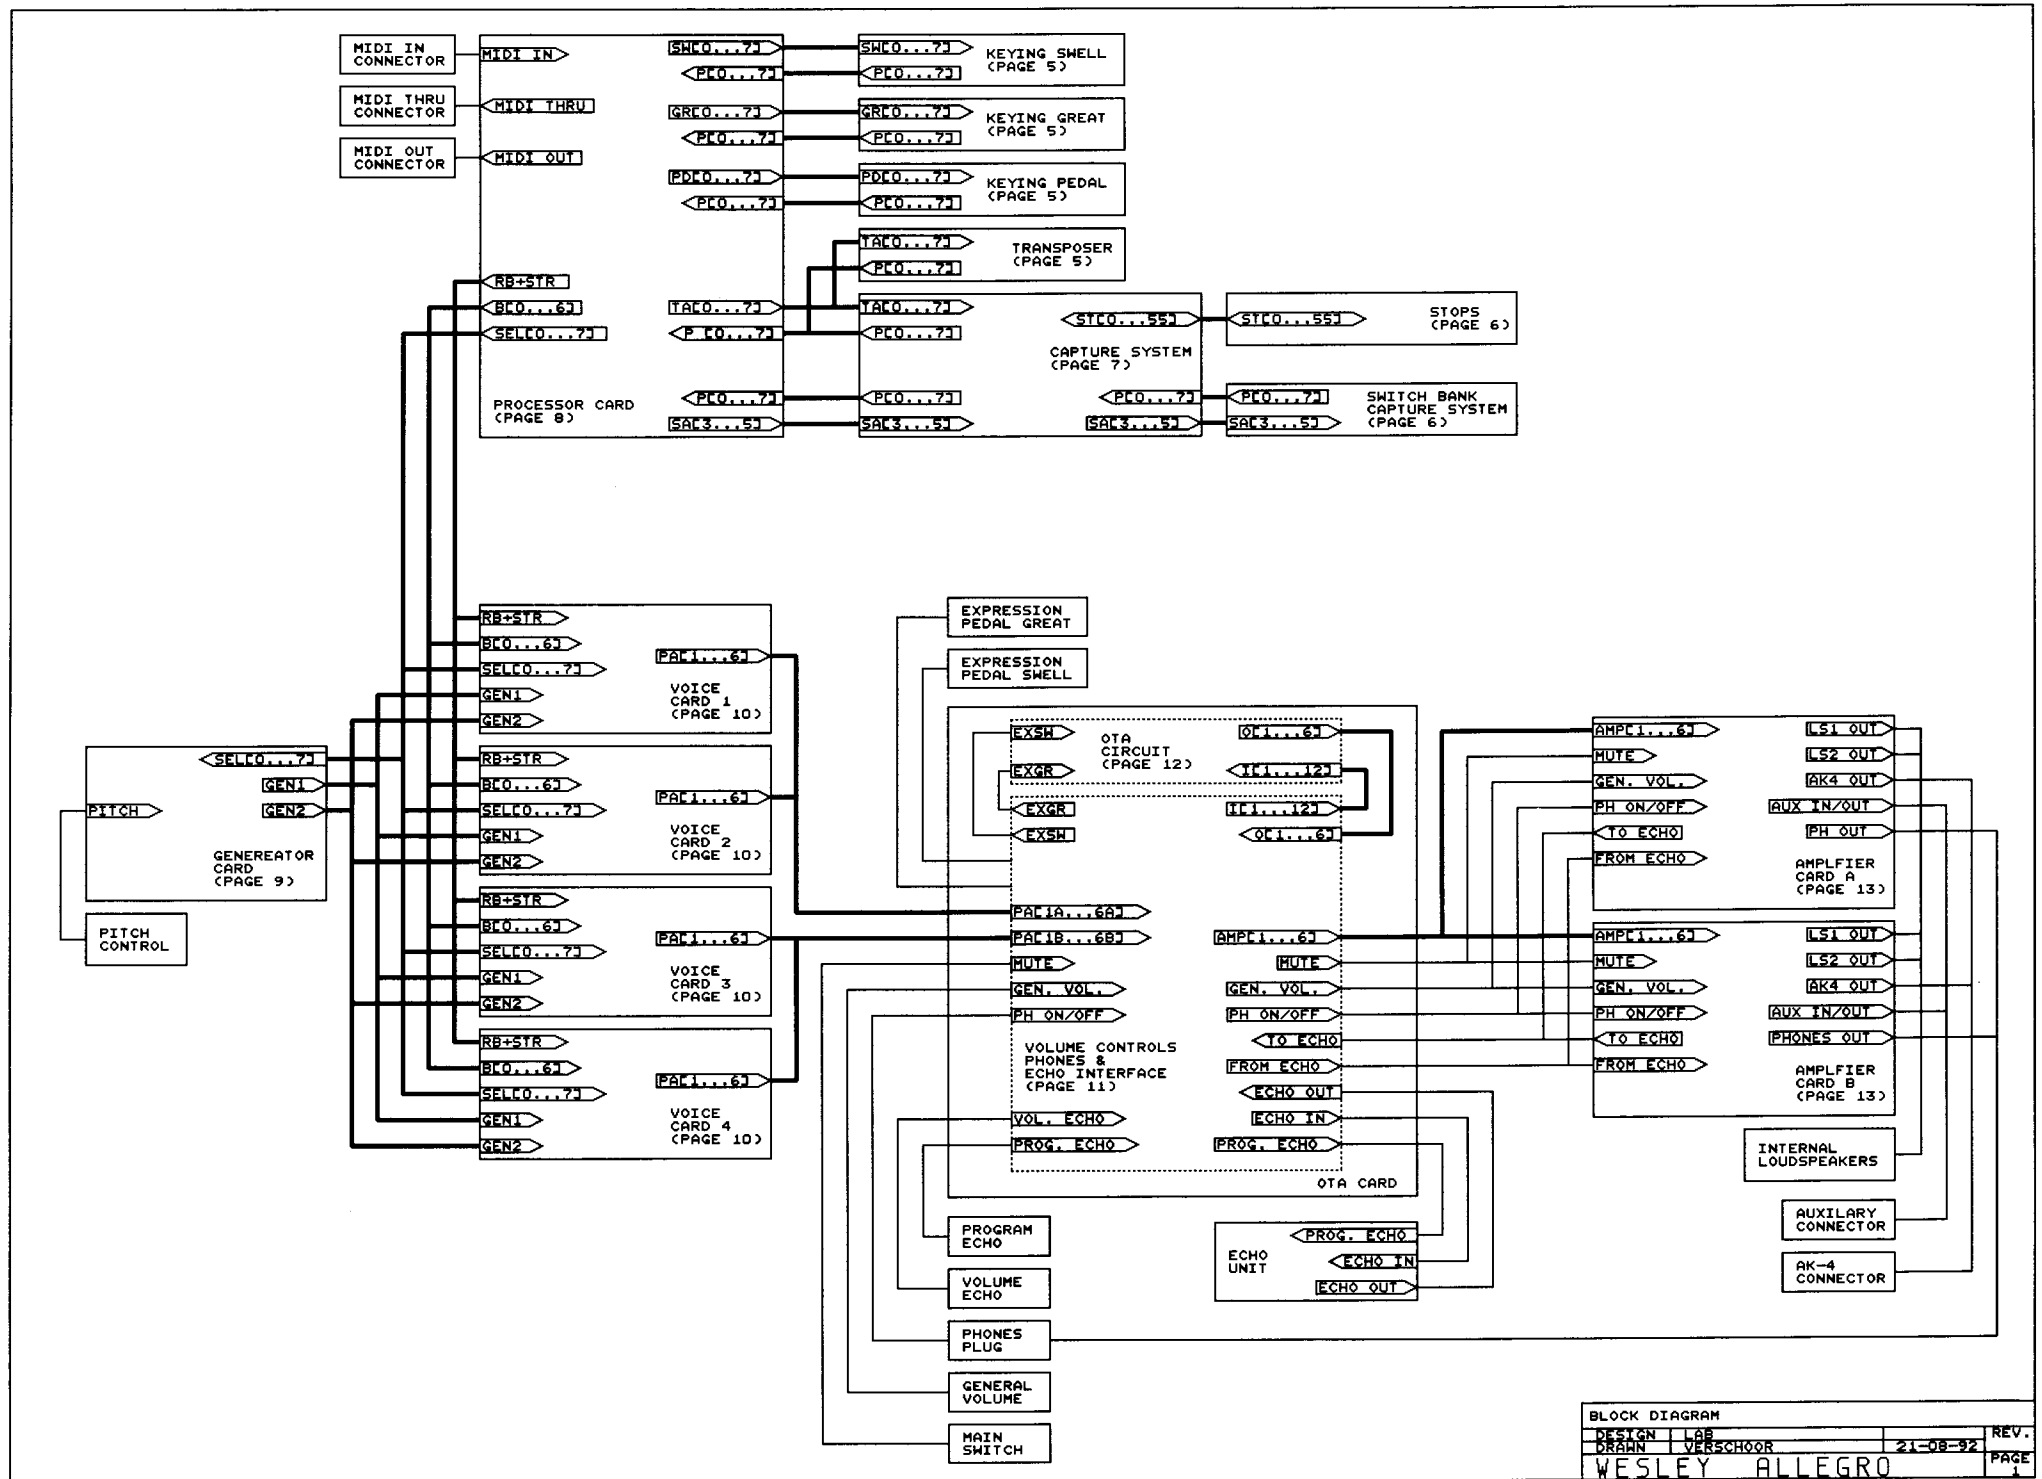 MIDI IN
CONNECTOR
MIDI THRU
CONNECTOR
MIDI OUT
CONNECTOR
MIDI IN
MIDI THRU
MIDI OUT
RB+STR
B[0...6]
SEL[0...7]
SW[0...7]
P[0...7]
GR[0...7]
P[0...7]
PD[0...7]
P[0...7]
TA[0...7]
P[0...7]
P[0...7]
SA[3...5]
PROCESSOR CARD
(PAGE 8)
SW[0...7]
P[0...7]
KEYING SWELL
(PAGE 5)
GR[0...7]
P[0...7]
KEYING GREAT
(PAGE 5)
PD[0...7]
P[0...7]
KEYING PEDAL
(PAGE 5)
TA[0...7]
P[0...7]
TRANSPOSER
(PAGE 5)
TA[0...7]
P[0...7]
P[0...7]
SA[3...5]
ST[0...55]
CAPTURE SYSTEM
(PAGE 7)
P[0...7]
SA[3...5]
ST[0...55]
STOPS
(PAGE 6)
P[0...7]
SA[3...5]
SWITCH BANK
CAPTURE SYSTEM
(PAGE 6)
SEL[0...7]
GEN1
GEN2
PITCH
GENEREATOR
CARD
(PAGE 9)
PITCH
CONTROL
RB+STR
B[0...6]
SEL[0...7]
GEN1
GEN2
PA[1...6]
VOICE
CARD 1
(PAGE 10)
RB+STR
B[0...6]
SEL[0...7]
GEN1
GEN2
PA[1...6]
VOICE
CARD 2
(PAGE 10)
RB+STR
B[0...6]
SEL[0...7]
GEN1
GEN2
PA[1...6]
VOICE
CARD 3
(PAGE 10)
RB+STR
B[0...6]
SEL[0...7]
GEN1
GEN2
PA[1...6]
VOICE
CARD 4
(PAGE 10)
EXPRESSION
PEDAL GREAT
EXPRESSION
PEDAL SWELL
EXSW
EXGR
OTA
CIRCUIT
(PAGE 12)
O[1...6]
I[1...12]
EXGR
EXSW
I[1...12]
O[1...6]
PA[1A...6A]
PA[1B...6B]
MUTE
GEN. VOL.
PH ON/OFF
VOLUME CONTROLS
PHONES &
ECHO INTERFACE
(PAGE 11)
VOL. ECHO
PROG. ECHO
AMP[1...6]
MUTE
GEN. VOL.
PH ON/OFF
TO ECHO
FROM ECHO
ECHO OUT
ECHO IN
PROG. ECHO
OTA CARD
PROGRAM
ECHO
VOLUME
ECHO
PHONES
PLUG
GENERAL
VOLUME
MAIN
SWITCH
ECHO
UNIT
PROG. ECHO
ECHO IN
ECHO OUT
AMP[1...6]
MUTE
GEN. VOL.
PH ON/OFF
TO ECHO
FROM ECHO
LS1 OUT
LS2 OUT
AK4 OUT
AUX IN/OUT
PH OUT
AMPLFIER
CARD A
(PAGE 13)
AMP[1...6]
MUTE
GEN. VOL.
PH ON/OFF
TO ECHO
FROM ECHO
LS1 OUT
LS2 OUT
AK4 OUT
AUX IN/OUT
PHONES OUT
AMPLFIER
CARD B
(PAGE 13)
INTERNAL
LOUDSPEAKERS
AUXILARY
CONNECTOR
AK-4
CONNECTOR
BLOCK DIAGRAM
DESIGN LAB REV.
DRAWN VERSCHOOR 21-08-92
WESLEY ALLEGRO PAGE
1